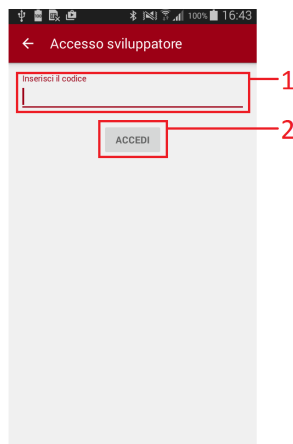 100% 16:43
Accesso sviluppatore
Inserisci il codice
1
ACCEDI
2